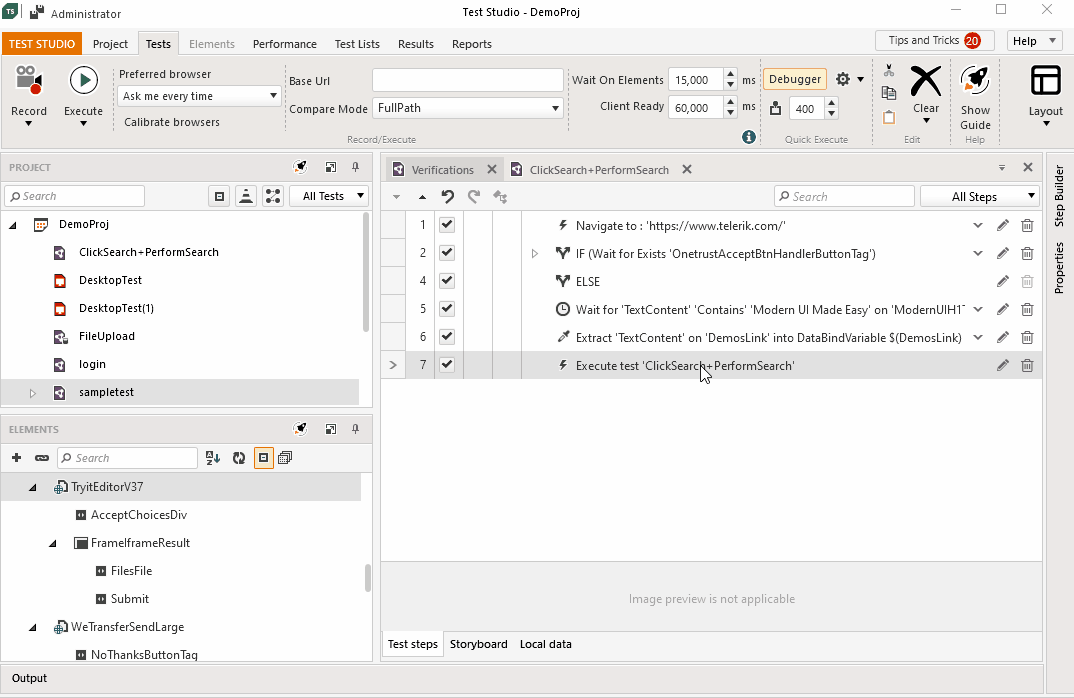 TS Administrator Test Studio - DemoProj
TEST STUDIO Project Tests Elements Performance Test Lists Results Reports Tips and Tricks 20 Help
Record Execute
Preferred browser
Ask me every time
Calibrate browsers
Base Url
Compare Mode FullPath
Record/Execute
Wait On Elements 15,000 ms
Client Ready 60,000 ms
Debugger
400
Quick Execute
Clear
Edit
Show
Guide
Help
Layout
PROJECT
Search All Tests
DemoProj
ClickSearch+PerformSearch
DesktopTest
DesktopTest(1)
FileUpload
login
sampletest
ELEMENTS
Search
TryitEditorV37
AcceptChoicesDiv
FrameIframeResult
FilesFile
Submit
WeTransferSendLarge
NoThanksButtonTag
Verifications ClickSearch+PerformSearch
Search All Steps
1 Navigate to : 'https://www.telerik.com/'
2 IF (Wait for Exists 'OnetrustAcceptBtnHandlerButtonTag')
4 ELSE
5 Wait for 'TextContent' 'Contains' 'Modern UI Made Easy' on 'ModernUIH1T
6 Extract 'TextContent' on 'DemosLink' into DataBindVariable $(DemosLink)
7 Execute test 'ClickSearch+PerformSearch'
Image preview is not applicable
Test steps Storyboard Local data
Step Builder
Properties
Output